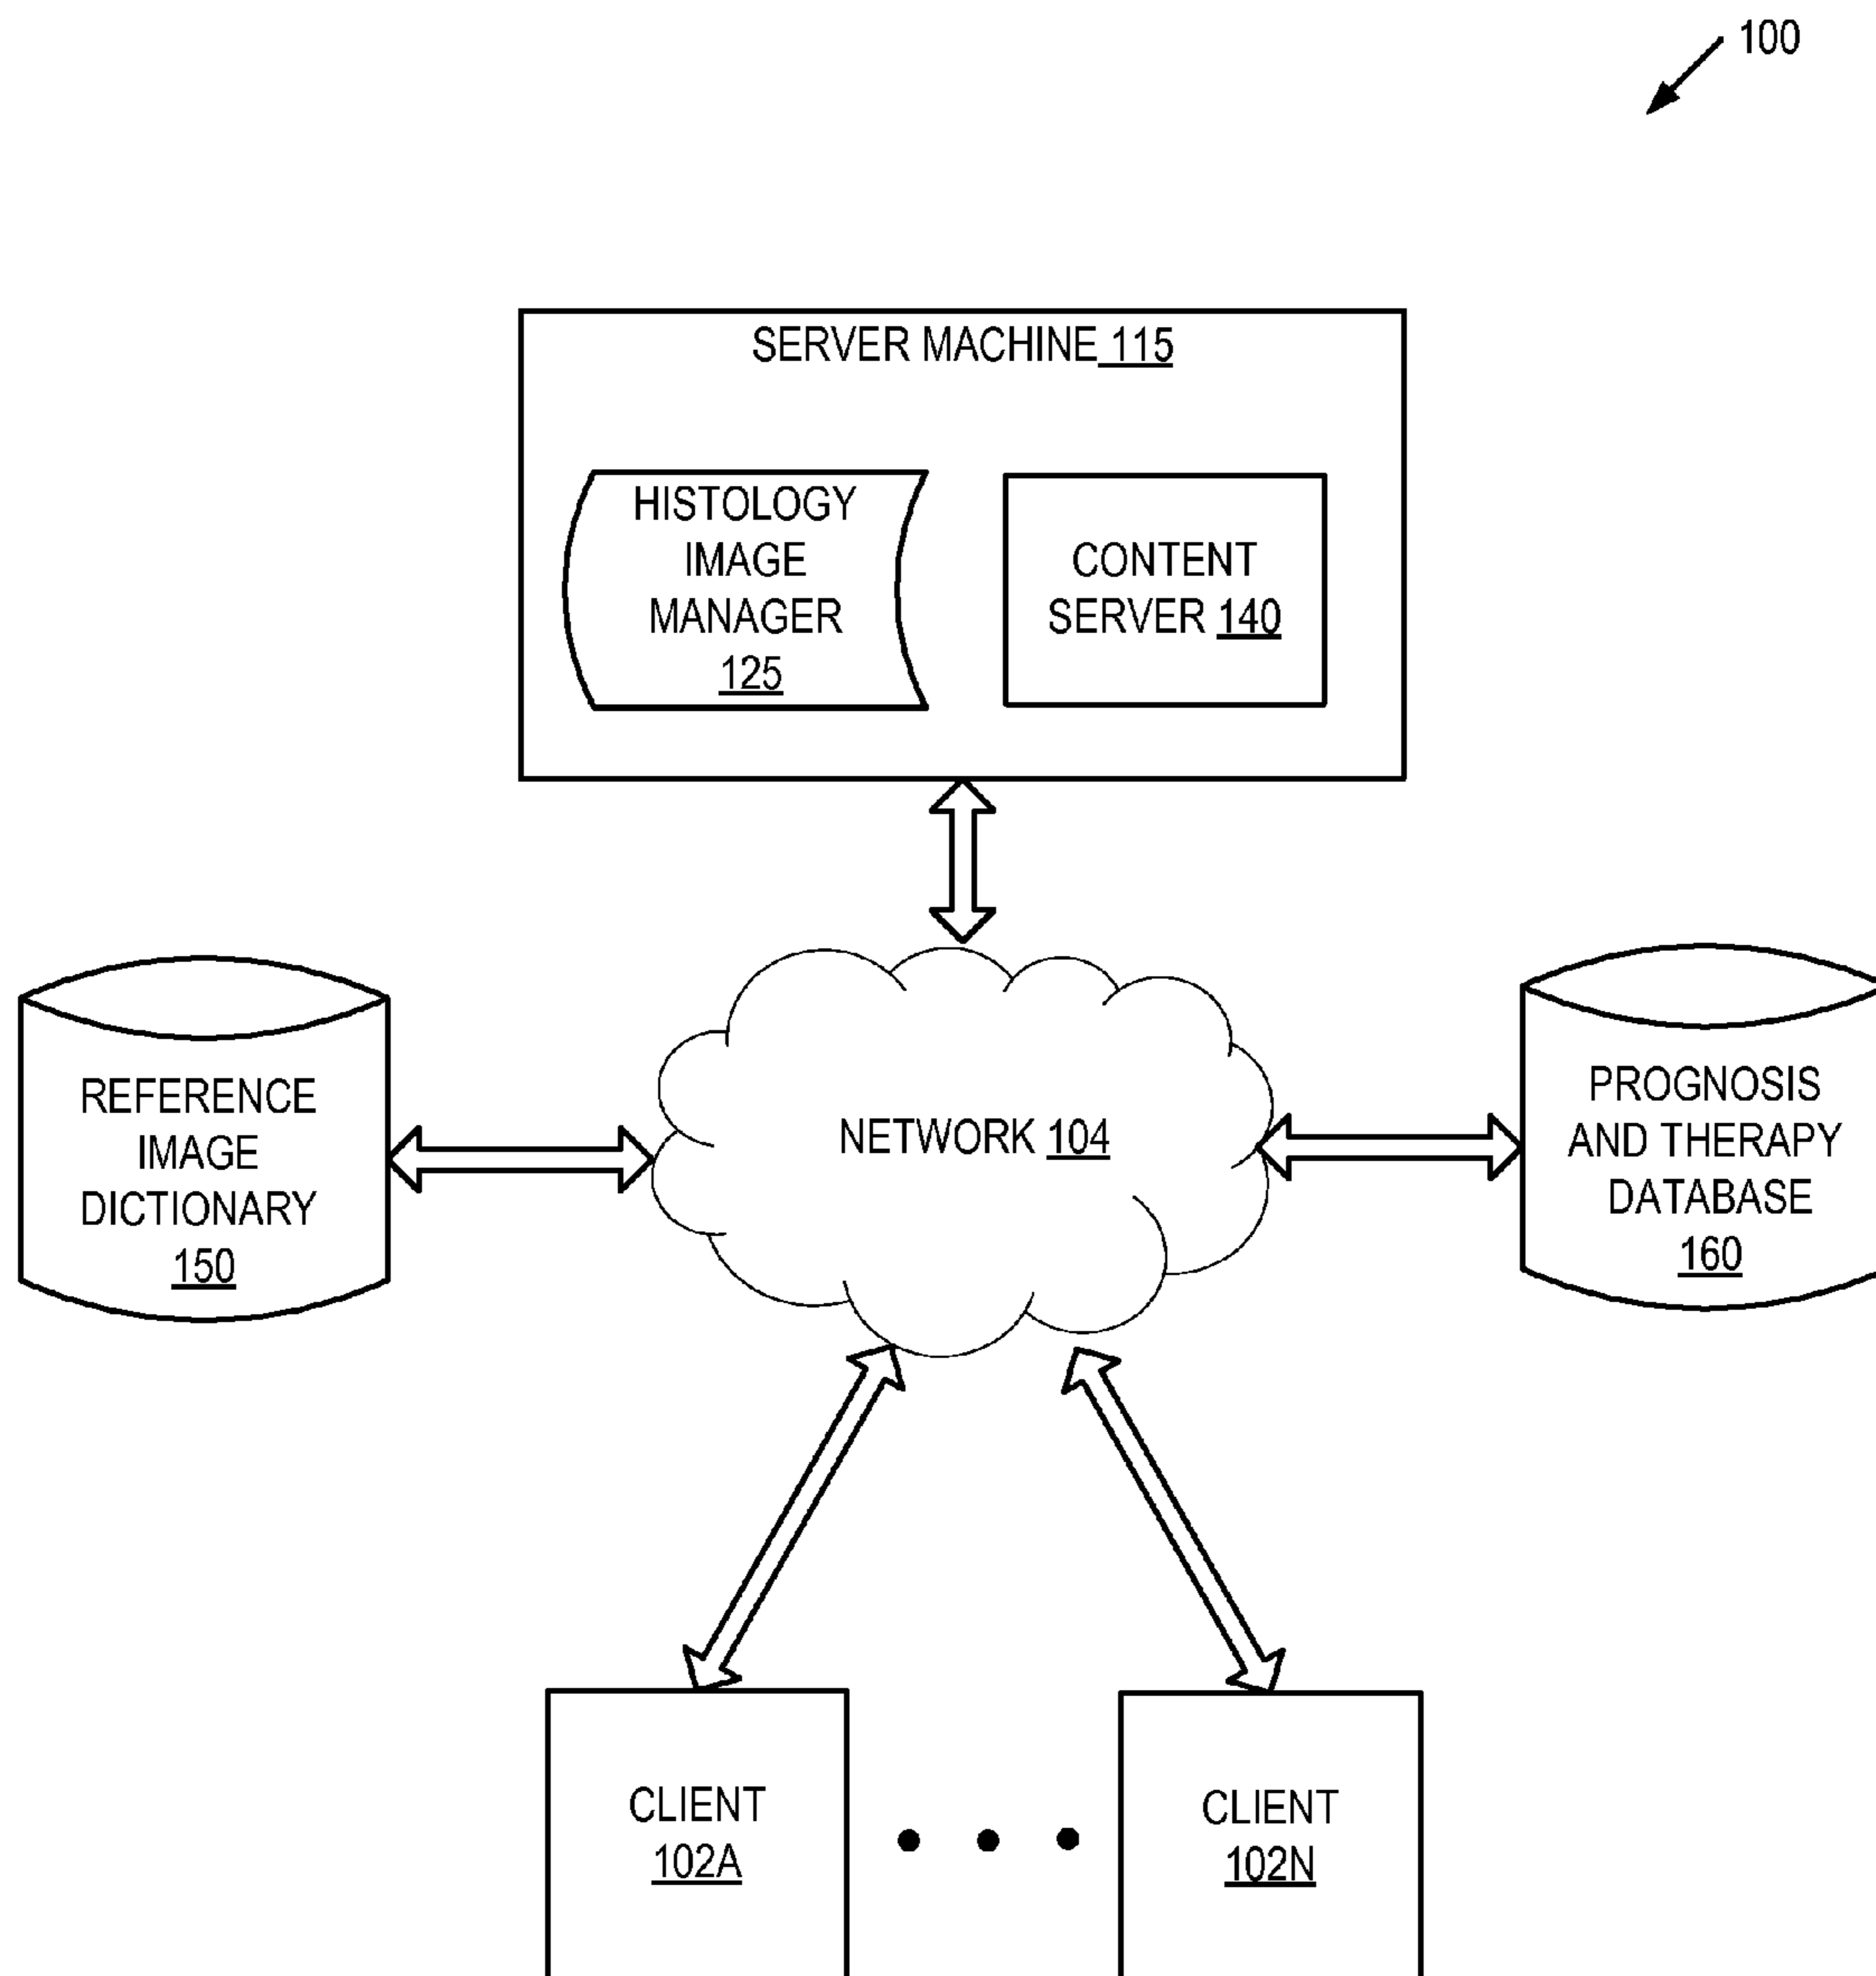 100
SERVER MACHINE 115
HISTOLOGY
IMAGE
MANAGER
125
CONTENT
SERVER 140
REFERENCE
IMAGE
DICTIONARY
150
NETWORK 104
PROGNOSIS
AND THERAPY
DATABASE
160
CLIENT
102A
CLIENT
102N